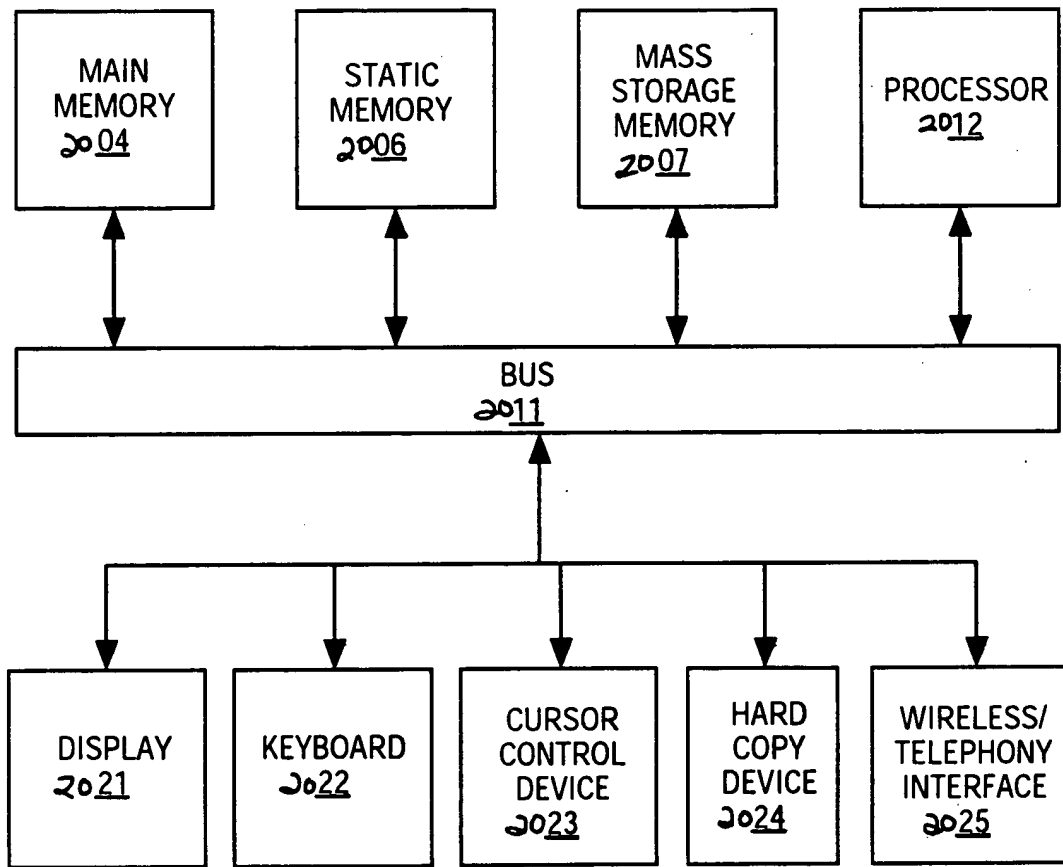 MAIN
MEMORY
2004
STATIC
MEMORY
2006
MASS
STORAGE
MEMORY
2007
PROCESSOR
2012
BUS
2011
DISPLAY
2021
KEYBOARD
2022
CURSOR
CONTROL
DEVICE
2023
HARD
COPY
DEVICE
2024
WIRELESS/
TELEPHONY
INTERFACE
2025